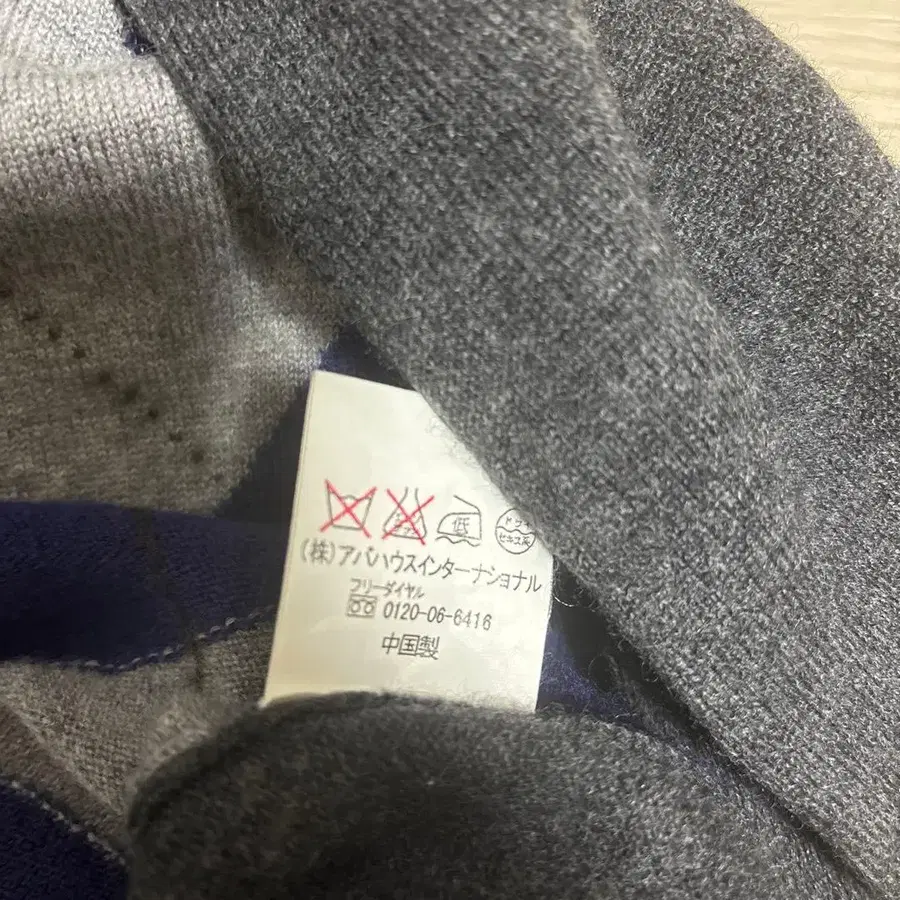 低 ドライ
セキユ系
(株)アバハウスインターナショナル
フリーダイヤル
0120-06-6416
中国製